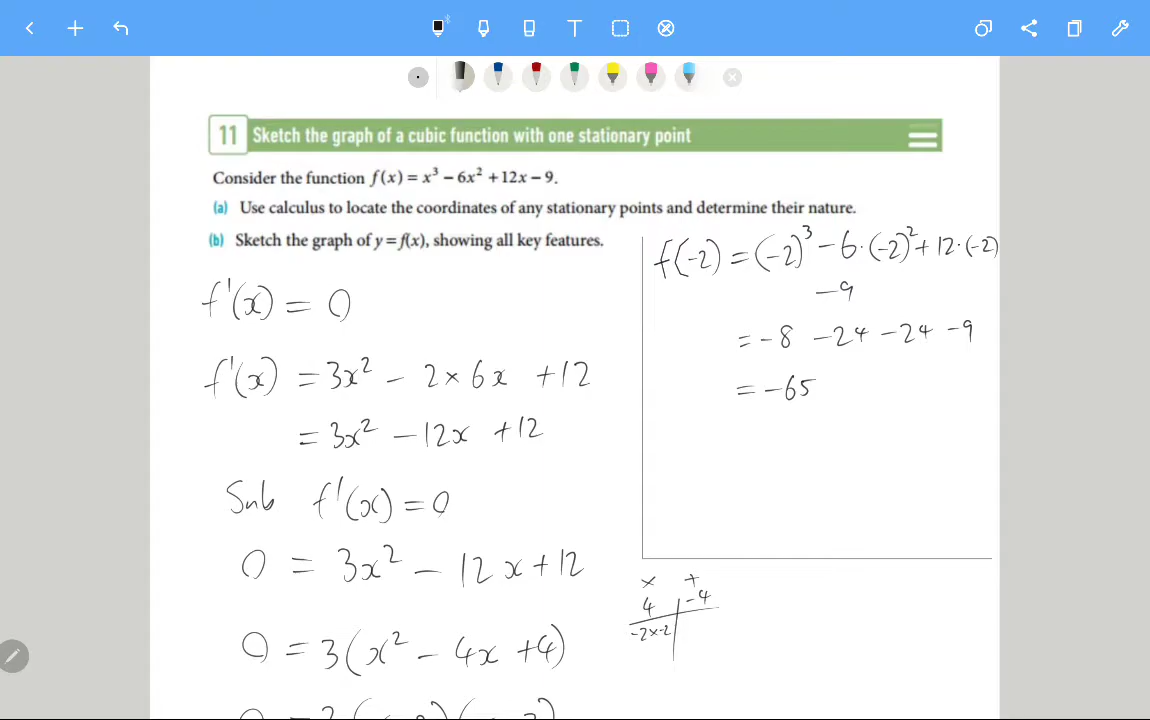 11 Sketch the graph of a cubic function with one stationary point
Consider the function f(x) = x³ − 6x² + 12x − 9.
(a) Use calculus to locate the coordinates of any stationary points and determine their nature.
(b) Sketch the graph of y = f(x), showing all key features.
f'(x) = 0
f'(x) = 3x² − 2 × 6x + 12
= 3x² − 12x + 12
Sub f'(x) = 0
0 = 3x² − 12x + 12
0 = 3(x² − 4x + 4)
f(-2) = (-2)³ − 6·(-2)² + 12·(-2)
− 9
= −8 − 24 − 24 − 9
= −65
× +
4 −4
−2×−2